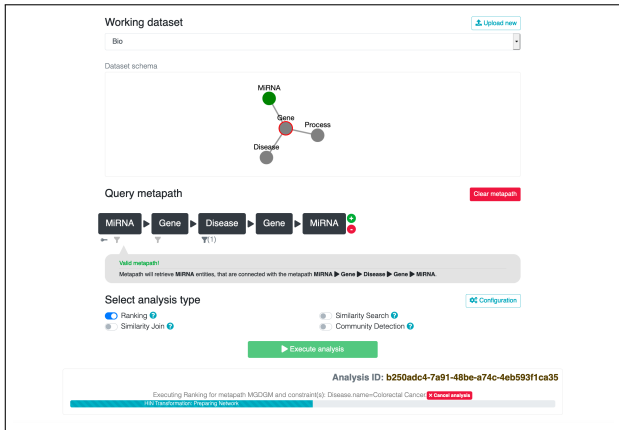 Working dataset
Upload new
Bio
Dataset schema
MiRNA
Gene
Process
Disease
Query metapath
Clear metapath
MiRNA Gene Disease Gene MiRNA
(1)
Valid metapath!
Metapath will retrieve MiRNA entities, that are connected with the metapath MiRNA ▶ Gene ▶ Disease ▶ Gene ▶ MiRNA.
Select analysis type
Configuration
Ranking ? Similarity Search ?
Similarity Join ? Community Detection ?
Execute analysis
Analysis ID: b250adc4-7a91-48be-a74c-4eb593f1ca35
Executing Ranking for metapath MGDGM and constraint(s): Disease.name=Colorectal Cancer × Cancel analysis
HIN Transformation: Preparing Network